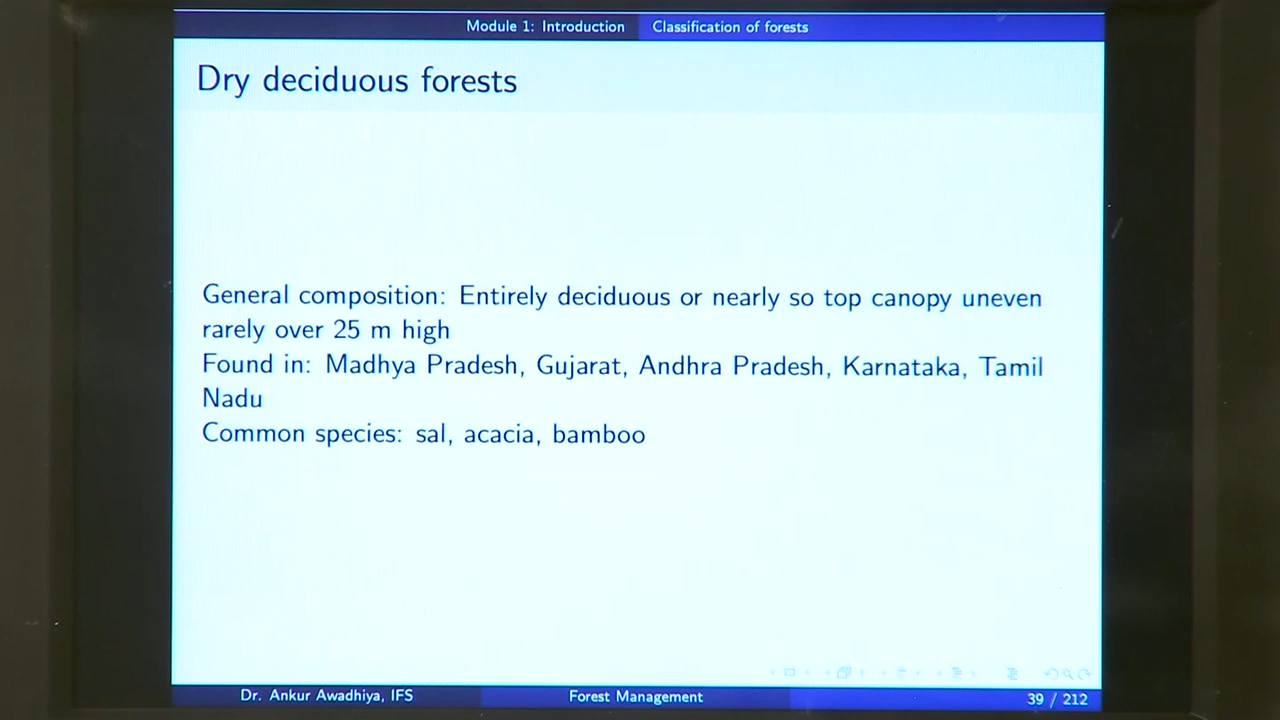 Module 1: Introduction Classification of forests
Dry deciduous forests
General composition: Entirely deciduous or nearly so top canopy uneven
rarely over 25 m high
Found in: Madhya Pradesh, Gujarat, Andhra Pradesh, Karnataka, Tamil
Nadu
Common species: sal, acacia, bamboo
Dr. Ankur Awadhiya, IFS Forest Management 39 / 212